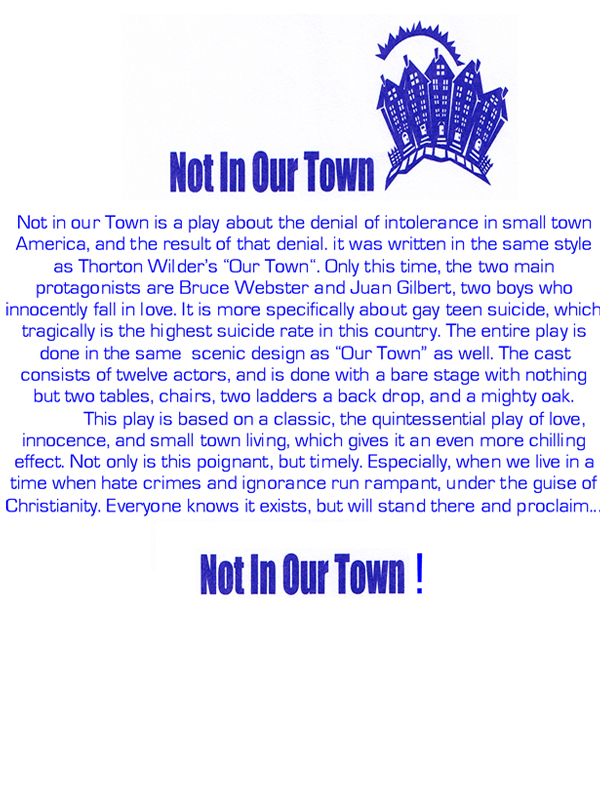 Not In Our Town
Not in our Town is a play about the denial of intolerance in small town
America, and the result of that denial. it was written in the same style
as Thorton Wilder's “Our Town“. Only this time, the two main
protagonists are Bruce Webster and Juan Gilbert, two boys who
innocently fall in love. It is more specifically about gay teen suicide, which
tragically is the highest suicide rate in this country. The entire play is
done in the same scenic design as “Our Town” as well. The cast
consists of twelve actors, and is done with a bare stage with nothing
but two tables, chairs, two ladders a back drop, and a mighty oak.
This play is based on a classic, the quintessential play of love,
innocence, and small town living, which gives it an even more chilling
effect. Not only is this poignant, but timely. Especially, when we live in a
time when hate crimes and ignorance run rampant, under the guise of
Christianity. Everyone knows it exists, but will stand there and proclaim...
Not In Our Town !